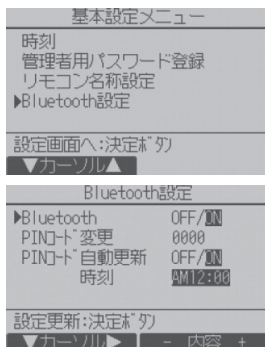 基本設定メニュー
時刻
管理者用パスワード登録
リモコン名称設定
▶Bluetooth設定
設定画面へ:決定ボタン
▼カーソル▲
Bluetooth設定
▶Bluetooth OFF/ON
PINコード変更 0000
PINコード自動更新 OFF/ON
時刻 AM12:00
設定更新:決定ボタン
▼カーソル▶ － 内容 ＋